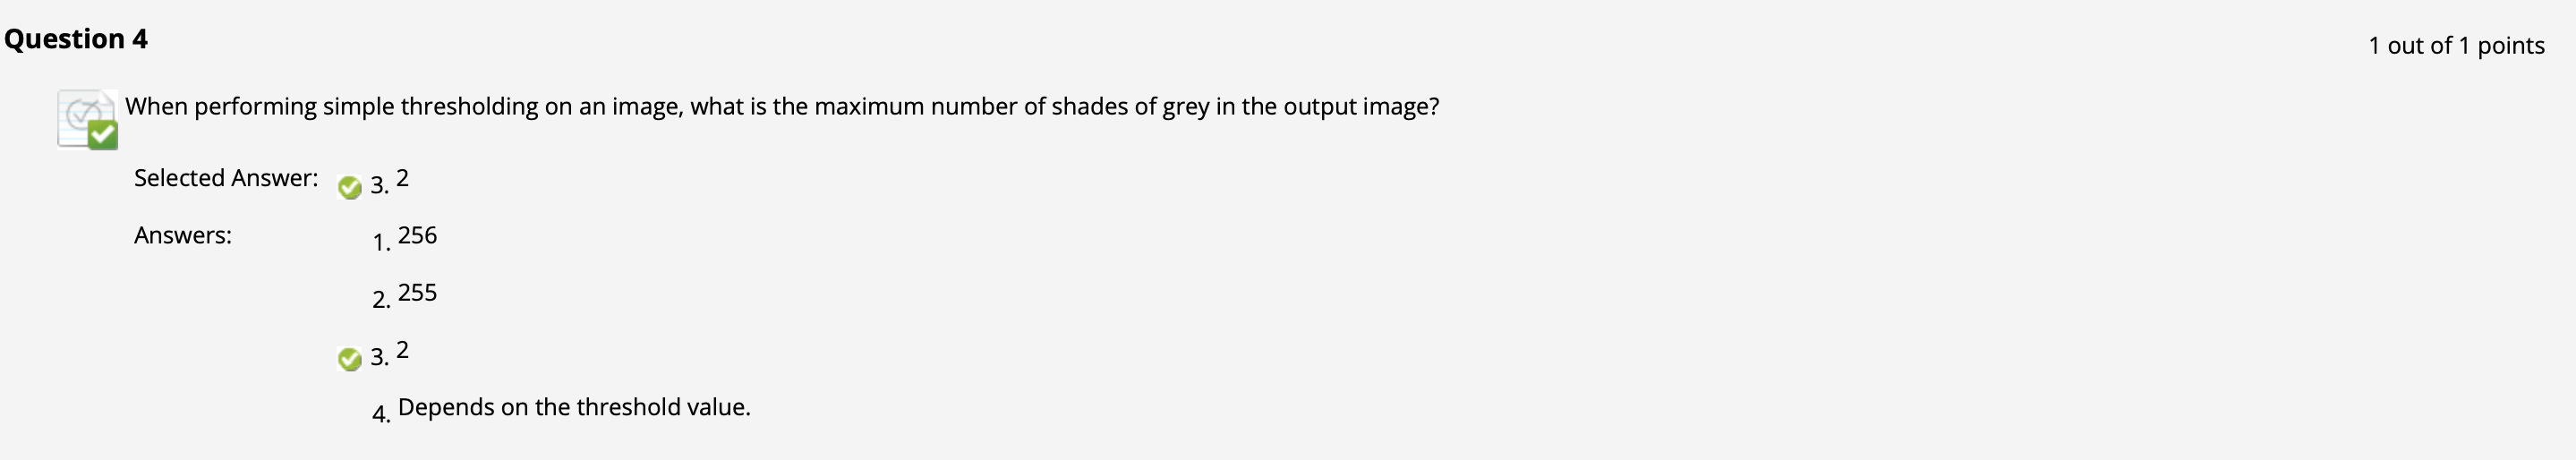 Question 4
1 out of 1 points
When performing simple thresholding on an image, what is the maximum number of shades of grey in the output image?
Selected Answer: 3. 2
Answers: 1. 256
2. 255
3. 2
4. Depends on the threshold value.